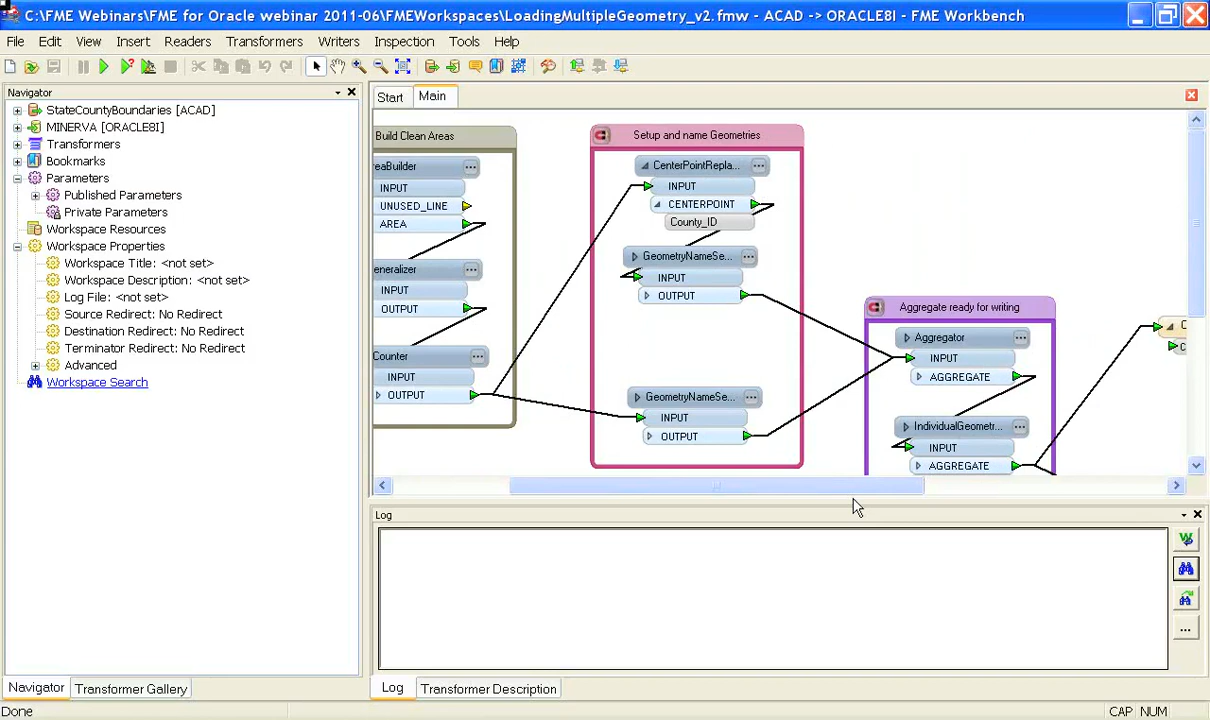 C:\FME Webinars\FME for Oracle webinar 2011-06\FMEWorkspaces\LoadingMultipleGeometry_v2.fmw - ACAD -> ORACLE8I - FME Workbench
File Edit View Insert Readers Transformers Writers Inspection Tools Help
Navigator
StateCountyBoundaries [ACAD]
MINERVA [ORACLE8I]
Transformers
Bookmarks
Parameters
Published Parameters
Private Parameters
Workspace Resources
Workspace Properties
Workspace Title: <not set>
Workspace Description: <not set>
Log File: <not set>
Source Redirect: No Redirect
Destination Redirect: No Redirect
Terminator Redirect: No Redirect
Advanced
Workspace Search
Navigator Transformer Gallery
Start Main
Build Clean Areas
eaBuilder ...
INPUT
UNUSED_LINE
AREA
eneralizer ...
INPUT
OUTPUT
Counter ...
INPUT
OUTPUT
Setup and name Geometries
CenterPointRepla... ...
INPUT
CENTERPOINT
County_ID
GeometryNameSe... ...
INPUT
OUTPUT
GeometryNameSe... ...
INPUT
OUTPUT
Aggregate ready for writing
Aggregator ...
INPUT
AGGREGATE
IndividualGeometr... ...
INPUT
AGGREGATE
C
C
Log
...
Log Transformer Description
Done
CAP NUM